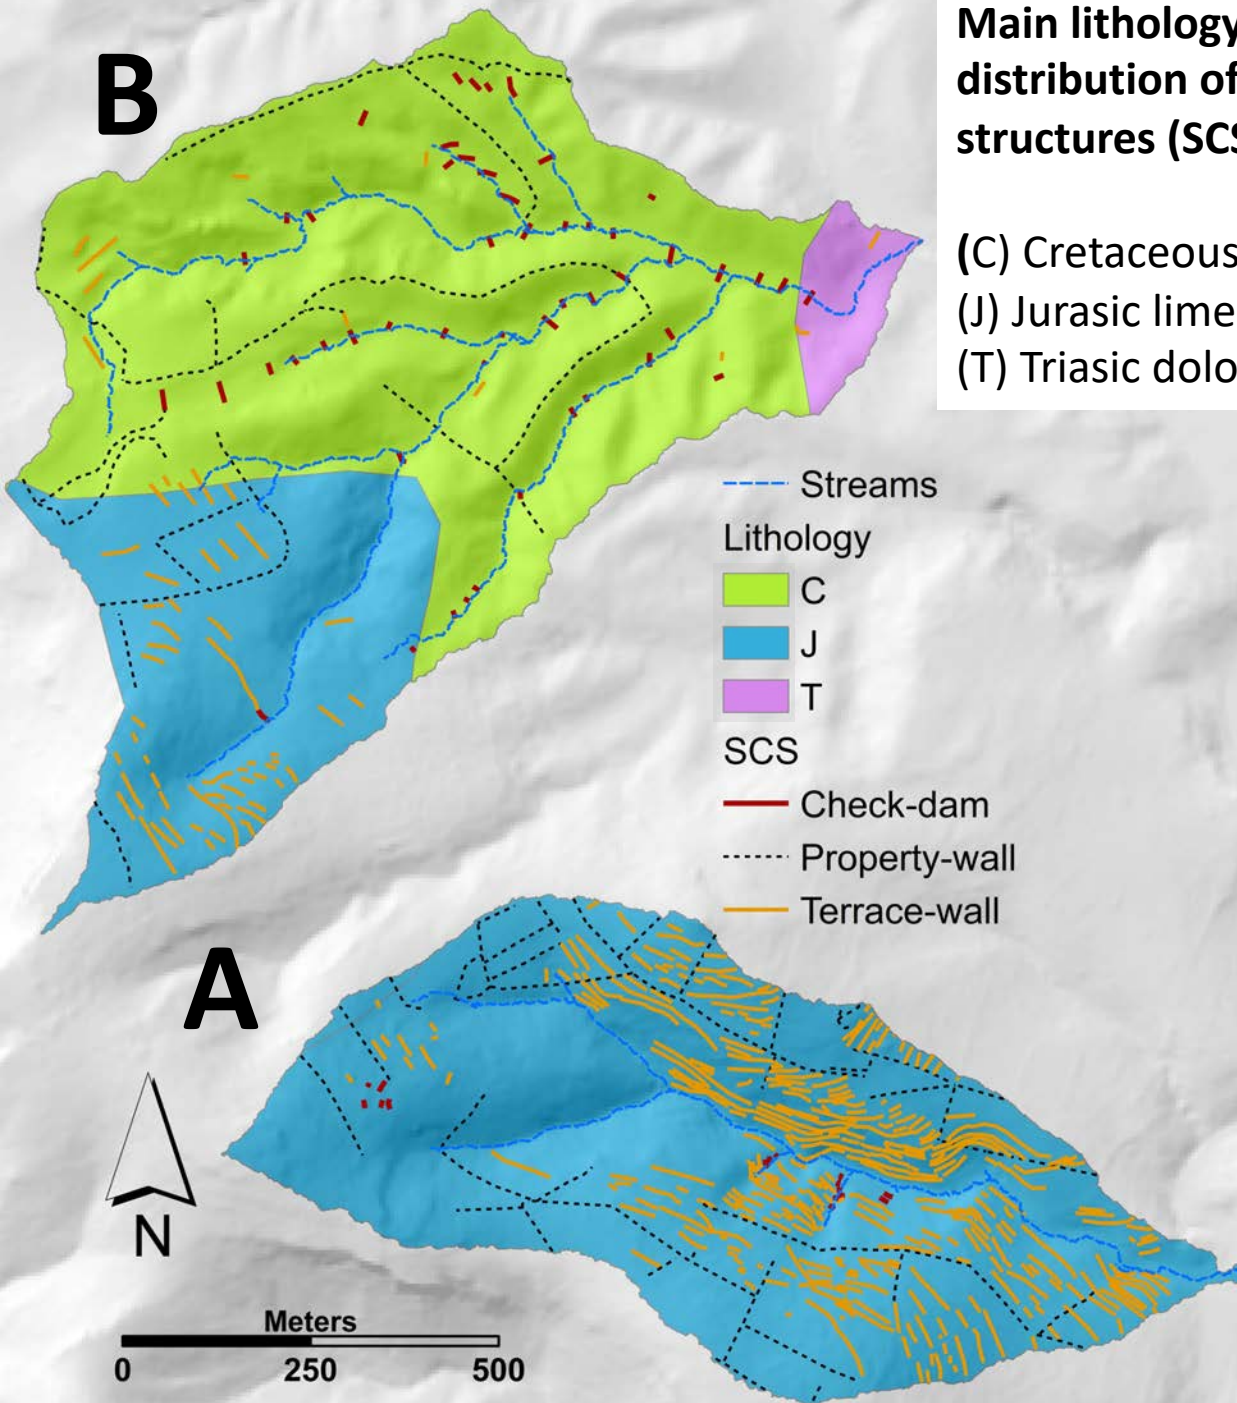 B
Main lithology
distribution of
structures (SCS
(C) Cretaceous
(J) Jurasic lime
(T) Triasic dolo
Streams
Lithology
C
J
T
SCS
Check-dam
Property-wall
Terrace-wall
A
N
Meters
0 250 500